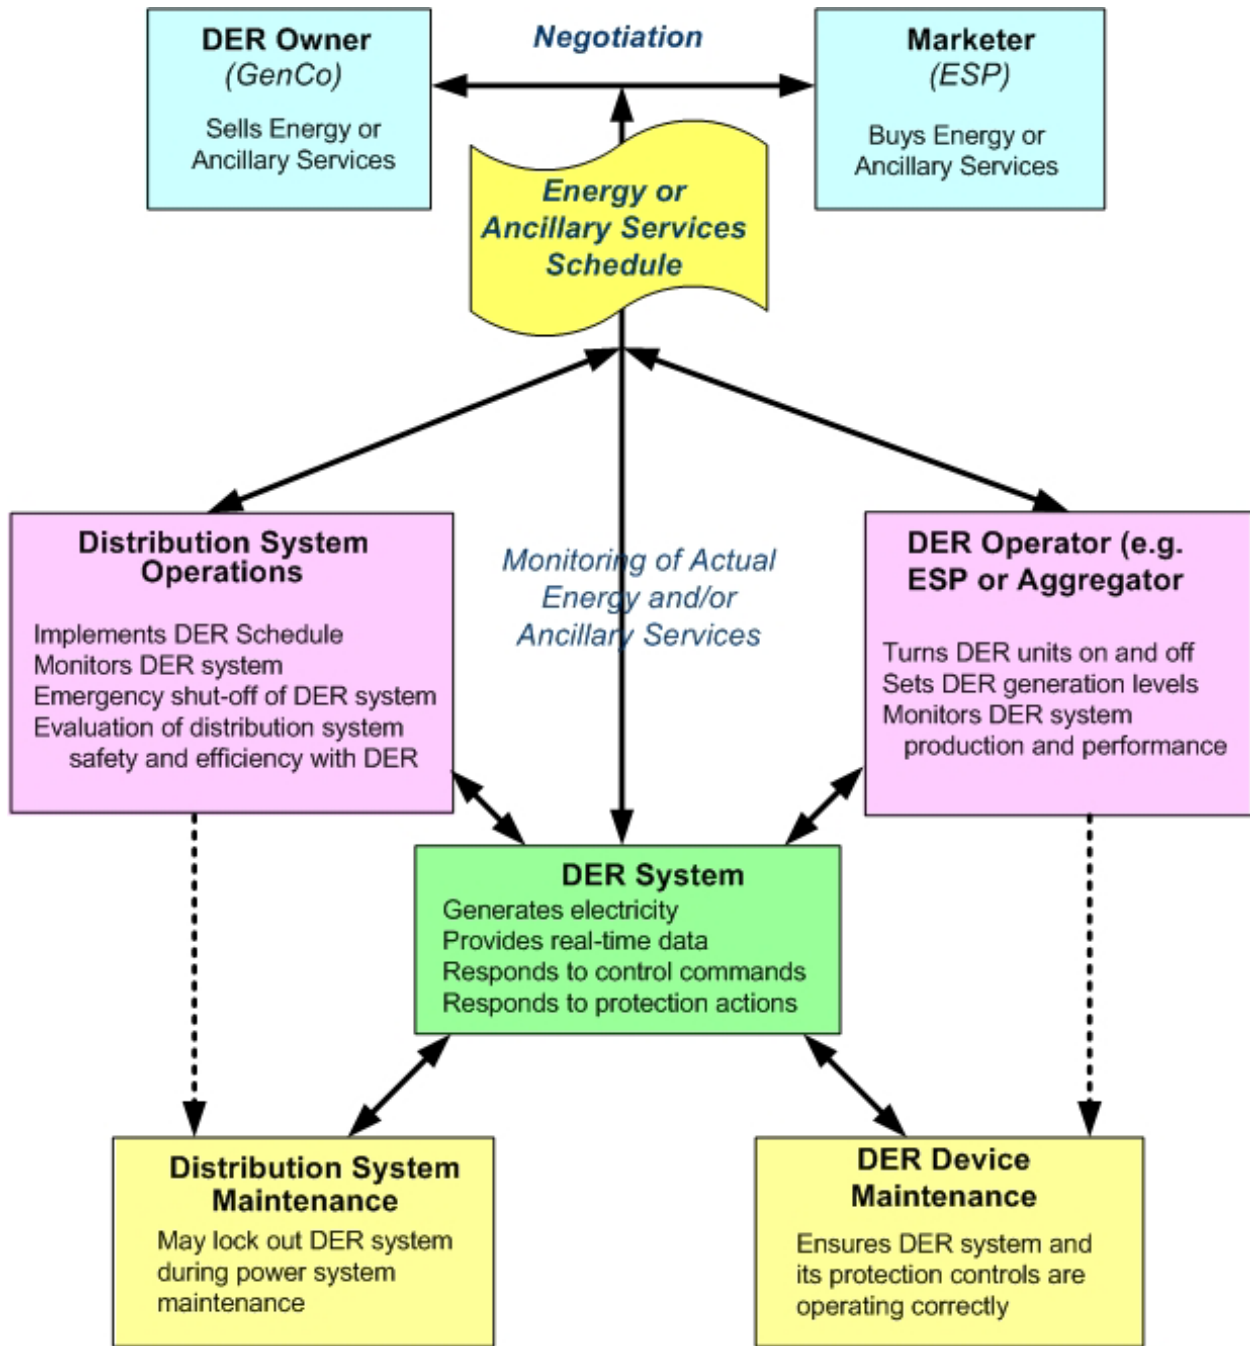 DER Owner
(GenCo)
Sells Energy or
Ancillary Services
Negotiation
Marketer
(ESP)
Buys Energy or
Ancillary Services
Energy or
Ancillary Services
Schedule
Distribution System
Operations
Implements DER Schedule
Monitors DER system
Emergency shut-off of DER system
Evaluation of distribution system
safety and efficiency with DER
Monitoring of Actual
Energy and/or
Ancillary Services
DER Operator (e.g.
ESP or Aggregator
Turns DER units on and off
Sets DER generation levels
Monitors DER system
production and performance
DER System
Generates electricity
Provides real-time data
Responds to control commands
Responds to protection actions
Distribution System
Maintenance
May lock out DER system
during power system
maintenance
DER Device
Maintenance
Ensures DER system and
its protection controls are
operating correctly